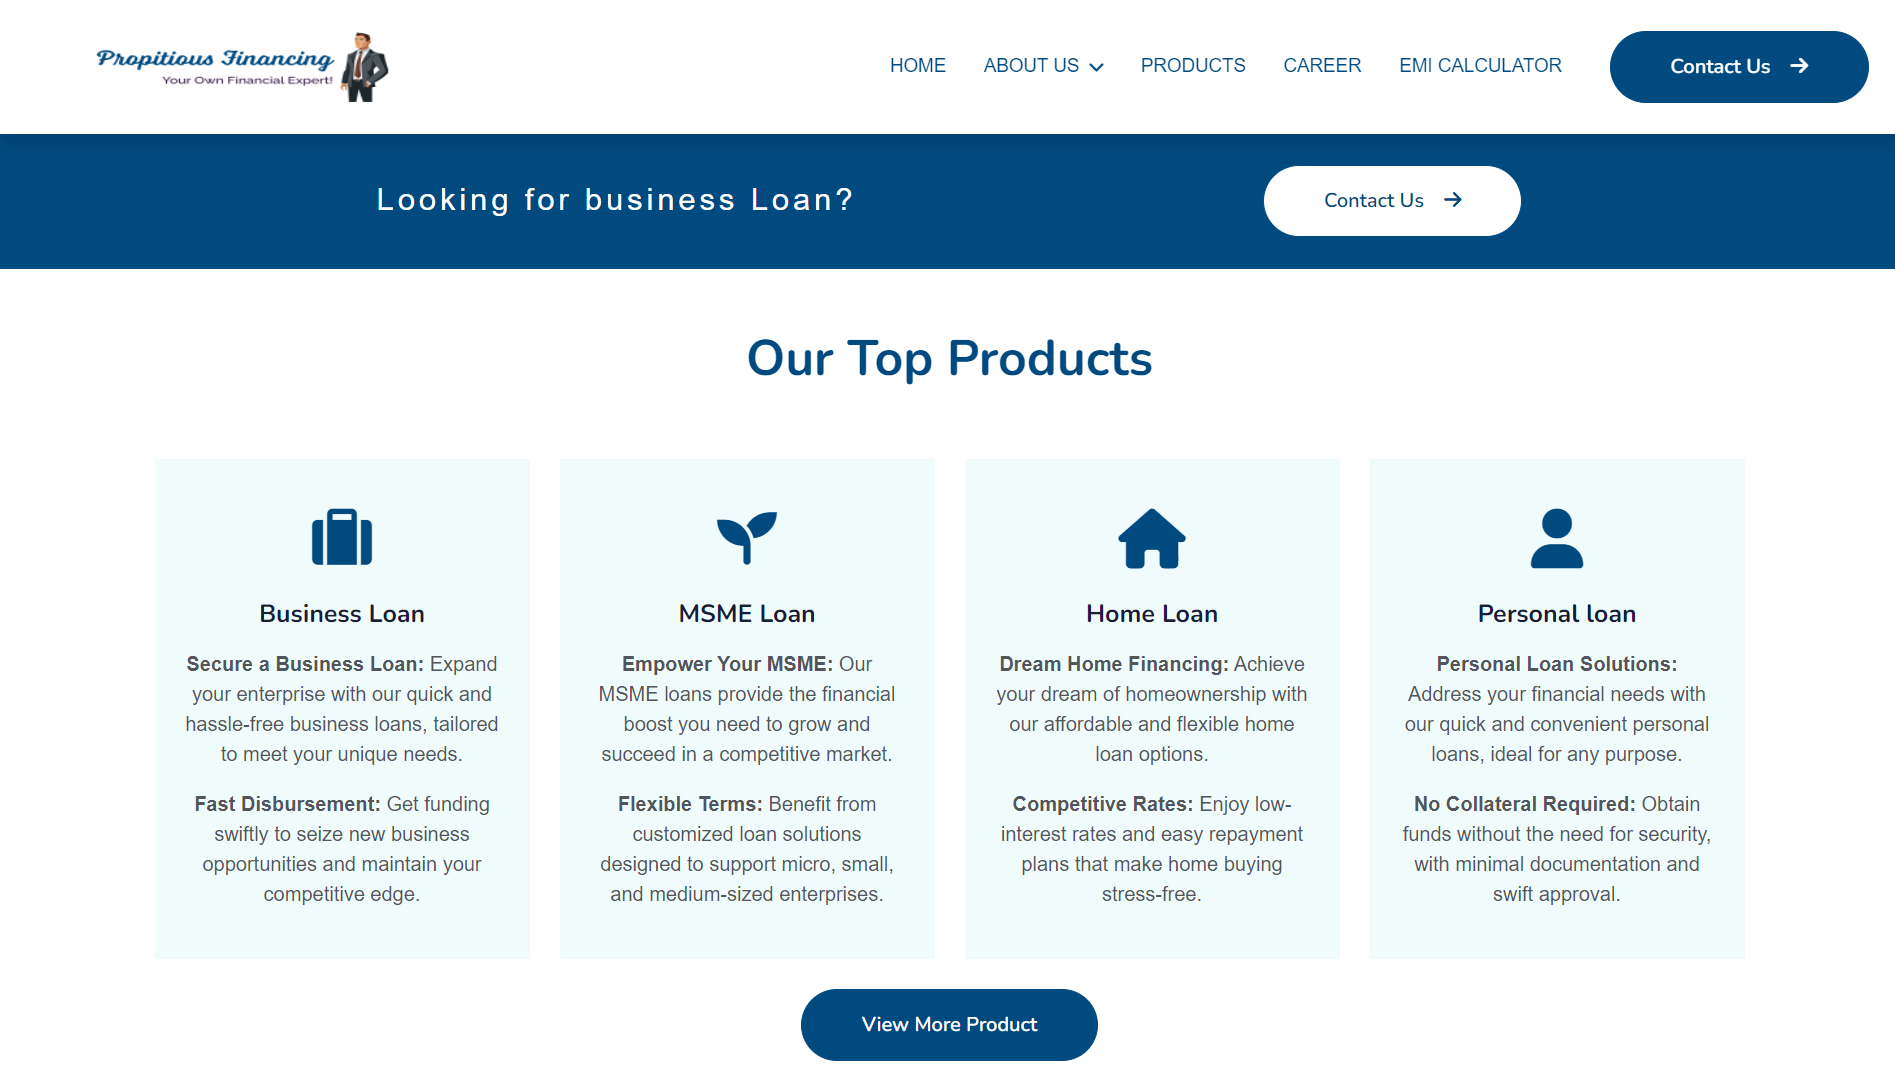 Propitious Financing
Your Own Financial Expert!
HOME
ABOUT US
PRODUCTS
CAREER
EMI CALCULATOR
Contact Us
Looking for business Loan?
Contact Us
Our Top Products
Business Loan
Secure a Business Loan: Expand
your enterprise with our quick and
hassle-free business loans, tailored
to meet your unique needs.
Fast Disbursement: Get funding
swiftly to seize new business
opportunities and maintain your
competitive edge.
MSME Loan
Empower Your MSME: Our
MSME loans provide the financial
boost you need to grow and
succeed in a competitive market.
Flexible Terms: Benefit from
customized loan solutions
designed to support micro, small,
and medium-sized enterprises.
Home Loan
Dream Home Financing: Achieve
your dream of homeownership with
our affordable and flexible home
loan options.
Competitive Rates: Enjoy low-
interest rates and easy repayment
plans that make home buying
stress-free.
Personal loan
Personal Loan Solutions:
Address your financial needs with
our quick and convenient personal
loans, ideal for any purpose.
No Collateral Required: Obtain
funds without the need for security,
with minimal documentation and
swift approval.
View More Product